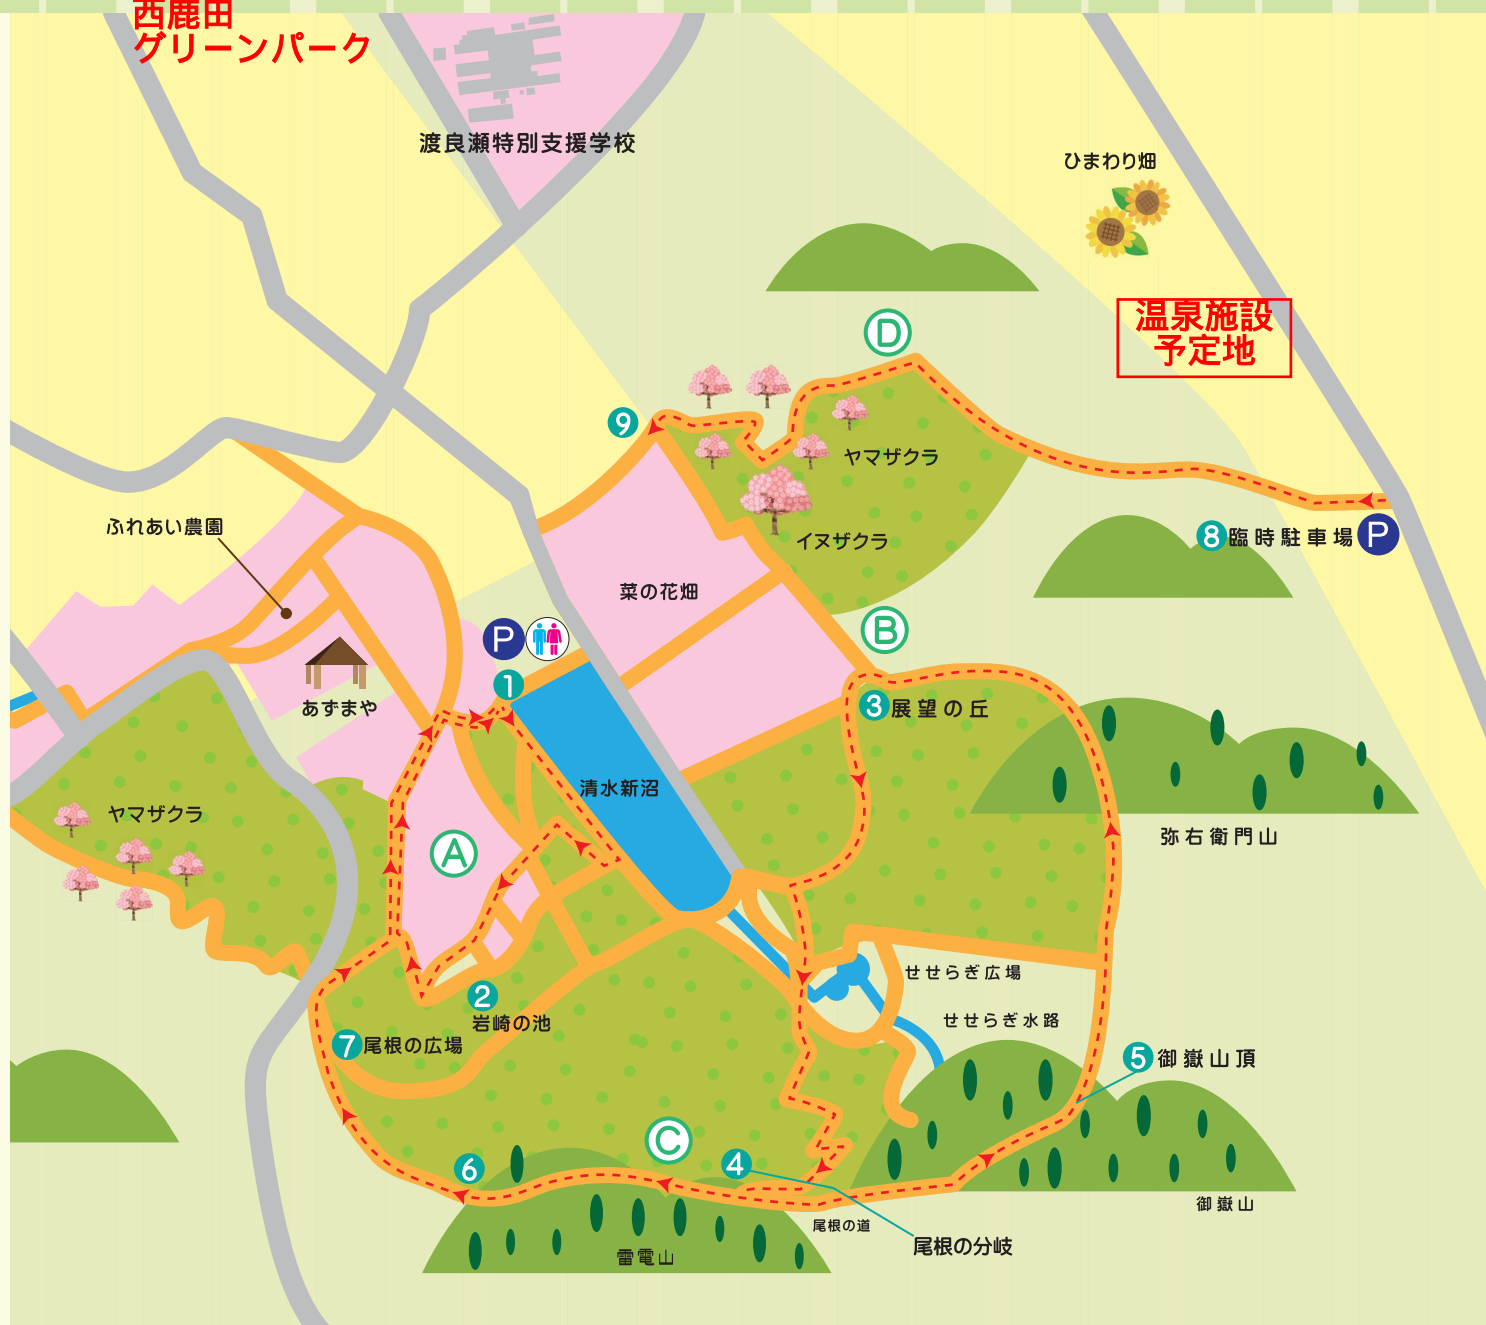 西鹿田
グリーンパーク
渡良瀬特別支援学校
ひまわり畑
温泉施設
予定地
D
9
ヤマザクラ
イヌザクラ
8 臨時駐車場 P
ふれあい農園
菜の花畑
B
P
1
あずまや
3 展望の丘
清水新沼
ヤマザクラ
弥右衛門山
A
せせらぎ広場
2
岩崎の池
せせらぎ水路
7 尾根の広場
5 御嶽山頂
C
4
6
御嶽山
尾根の道
尾根の分岐
雷電山